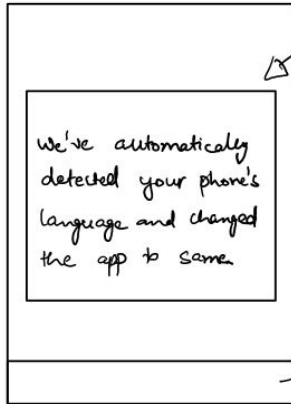 We've automatically
detected your phone's
language and changed
the app to same.